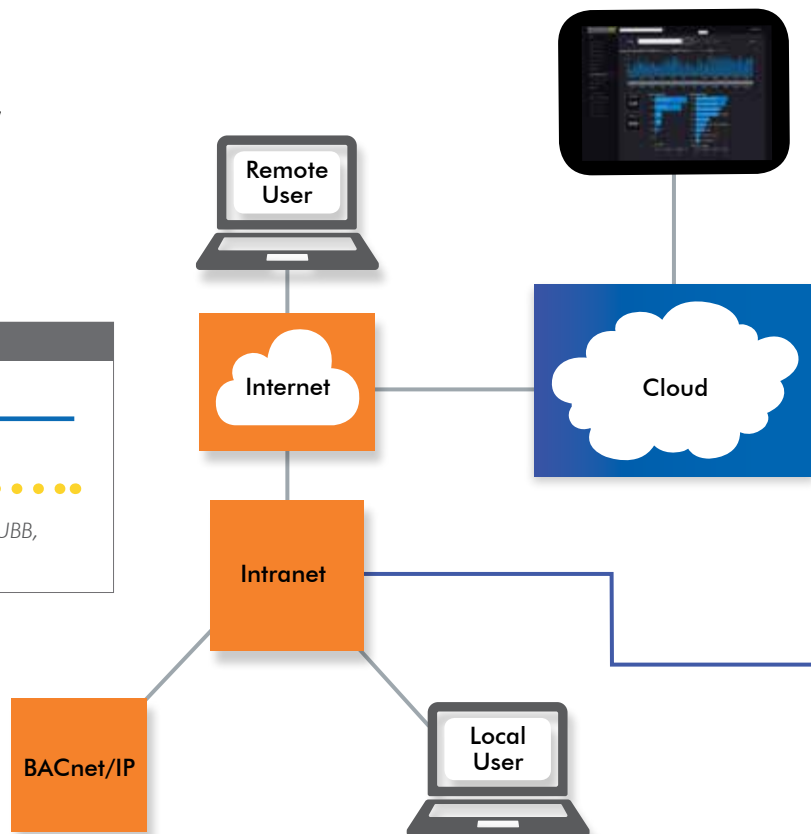 Remote
User
Internet
Cloud
UBB,
Intranet
BACnet/IP
Local
User